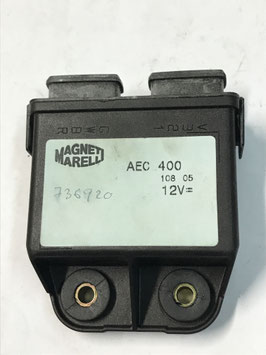 MAGNETI
MARELLI
AEC 400
108 05
12V=
736920